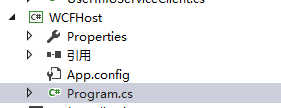 UserInfoServiceClient.cs
WCFHost
Properties
引用
App.config
Program.cs